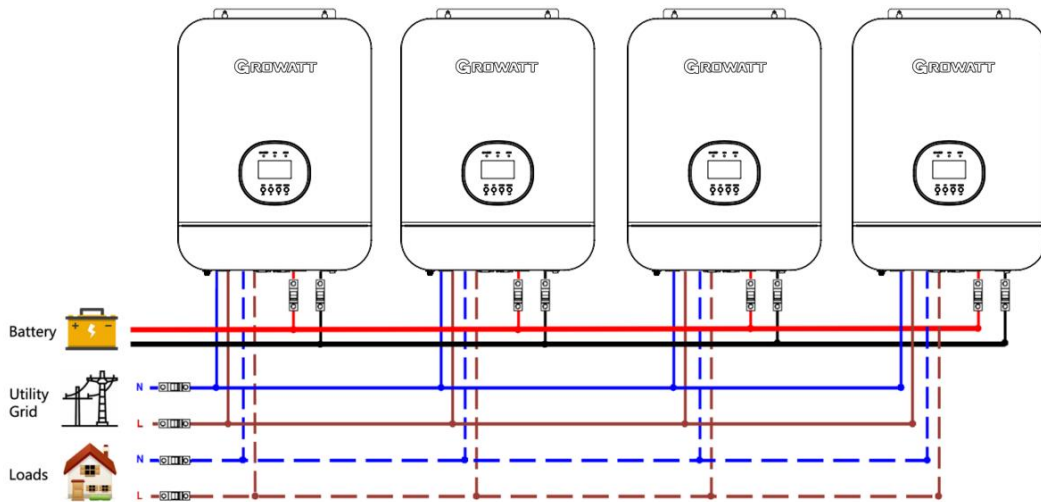 GROWATT GROWATT GROWATT GROWATT
Battery
+ −
Utility
Grid
N
L
Loads
N
L